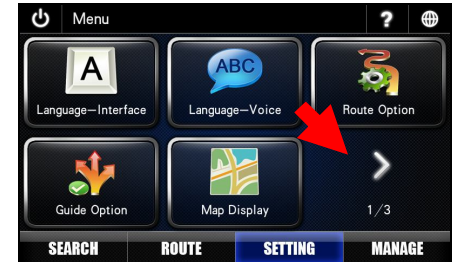 Menu ?
A ABC
Language-Interface Language-Voice Route Option
Guide Option Map Display 1/3
SEARCH ROUTE SETTING MANAGE